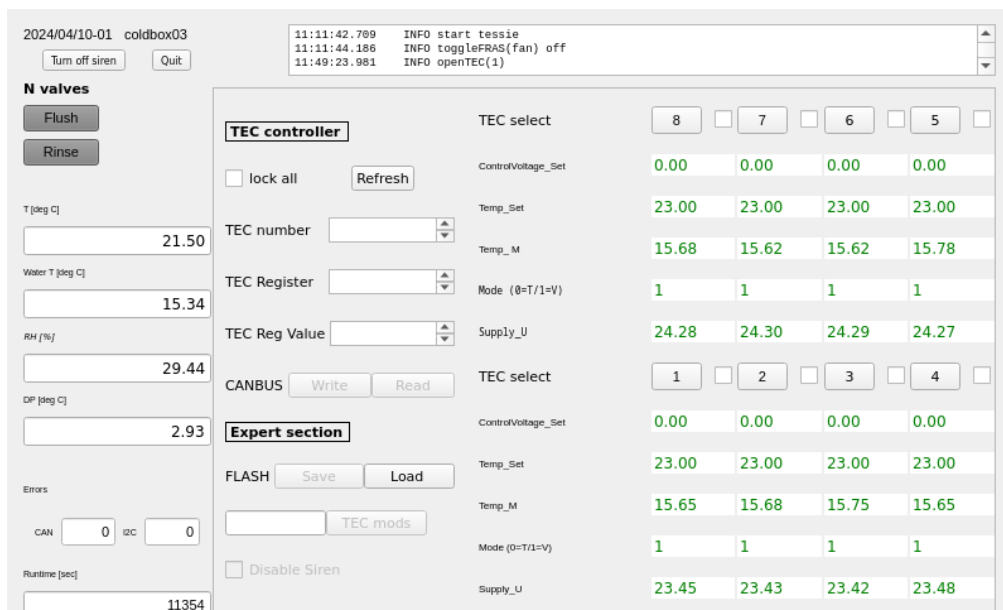 2024/04/10-01 coldbox03
Turn off siren Quit
11:11:42.709 INFO start tessie
11:11:44.186 INFO toggleFRAS(fan) off
11:49:23.981 INFO openTEC(1)
N valves
Flush
Rinse
T [deg C]
21.50
Water T [deg C]
15.34
RH [%]
29.44
DP [deg C]
2.93
Errors
CAN 0 I2C 0
Runtime [sec]
11354
TEC controller
lock all Refresh
TEC number
TEC Register
TEC Reg Value
CANBUS Write Read
Expert section
FLASH Save Load
TEC mods
Disable Siren
TEC select 8 7 6 5
ControlVoltage_Set 0.00 0.00 0.00 0.00
Temp_Set 23.00 23.00 23.00 23.00
Temp_M 15.68 15.62 15.62 15.78
Mode (0=T/1=V) 1 1 1 1
Supply_U 24.28 24.30 24.29 24.27
TEC select 1 2 3 4
ControlVoltage_Set 0.00 0.00 0.00 0.00
Temp_Set 23.00 23.00 23.00 23.00
Temp_M 15.65 15.68 15.75 15.65
Mode (0=T/1=V) 1 1 1 1
Supply_U 23.45 23.43 23.42 23.48